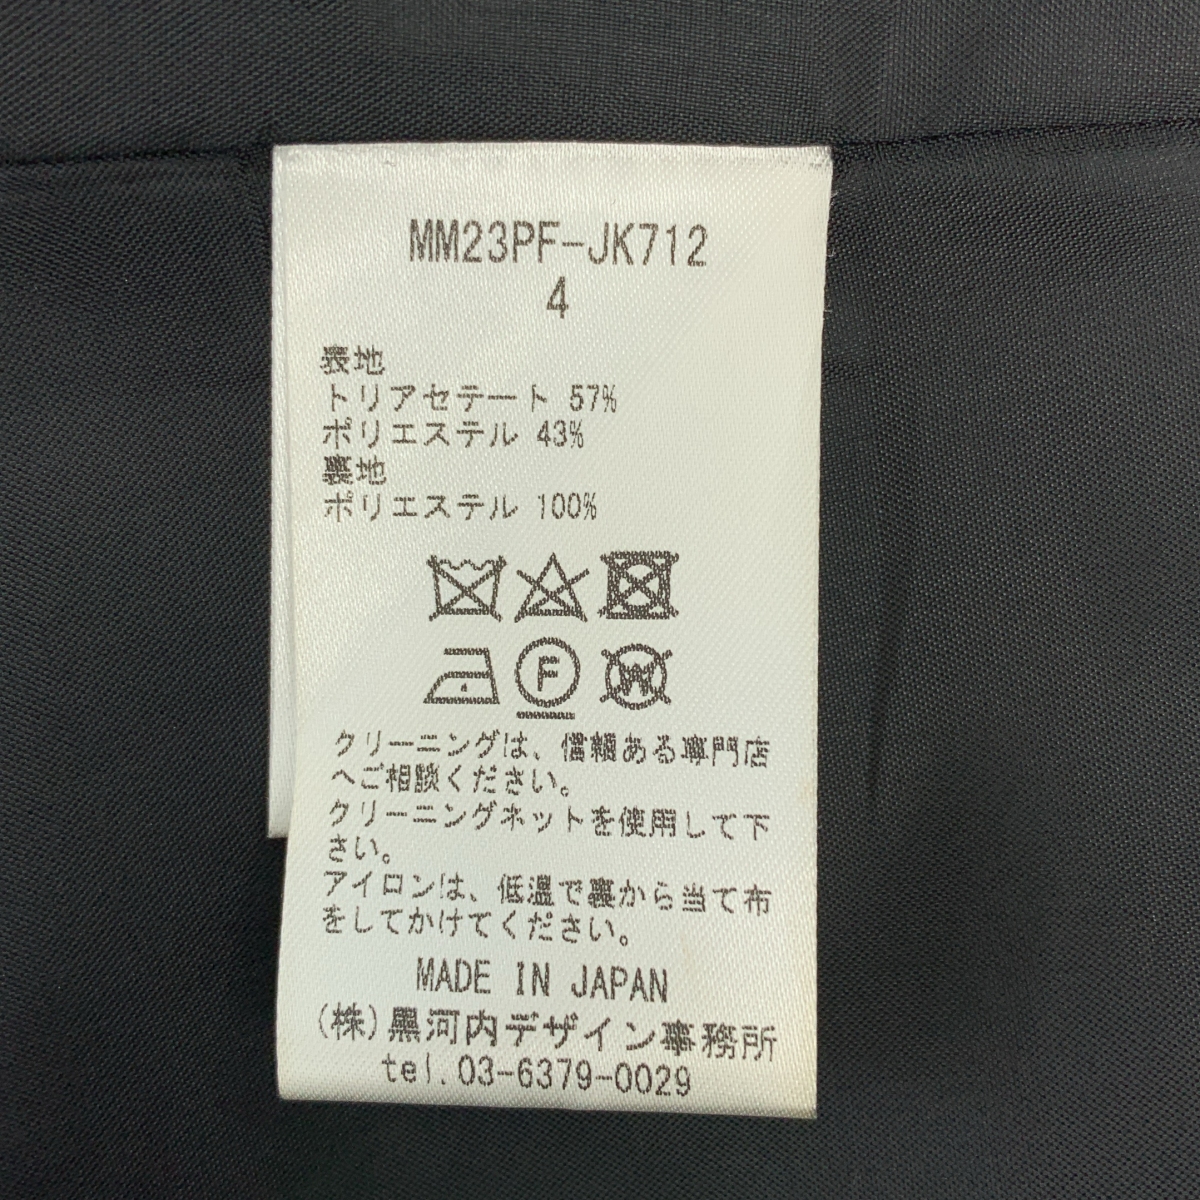 MM23PF-JK712
4
表地
トリアセテート 57%
ポリエステル 43%
裏地
ポリエステル 100%
F
W
クリーニングは、信頼ある専門店
へご相談ください。
クリーニングネットを使用して下
さい。
アイロンは、低温で裏から当て布
をしてかけてください。
MADE IN JAPAN
(株)黒河内デザイン事務所
tel.03-6379-0029